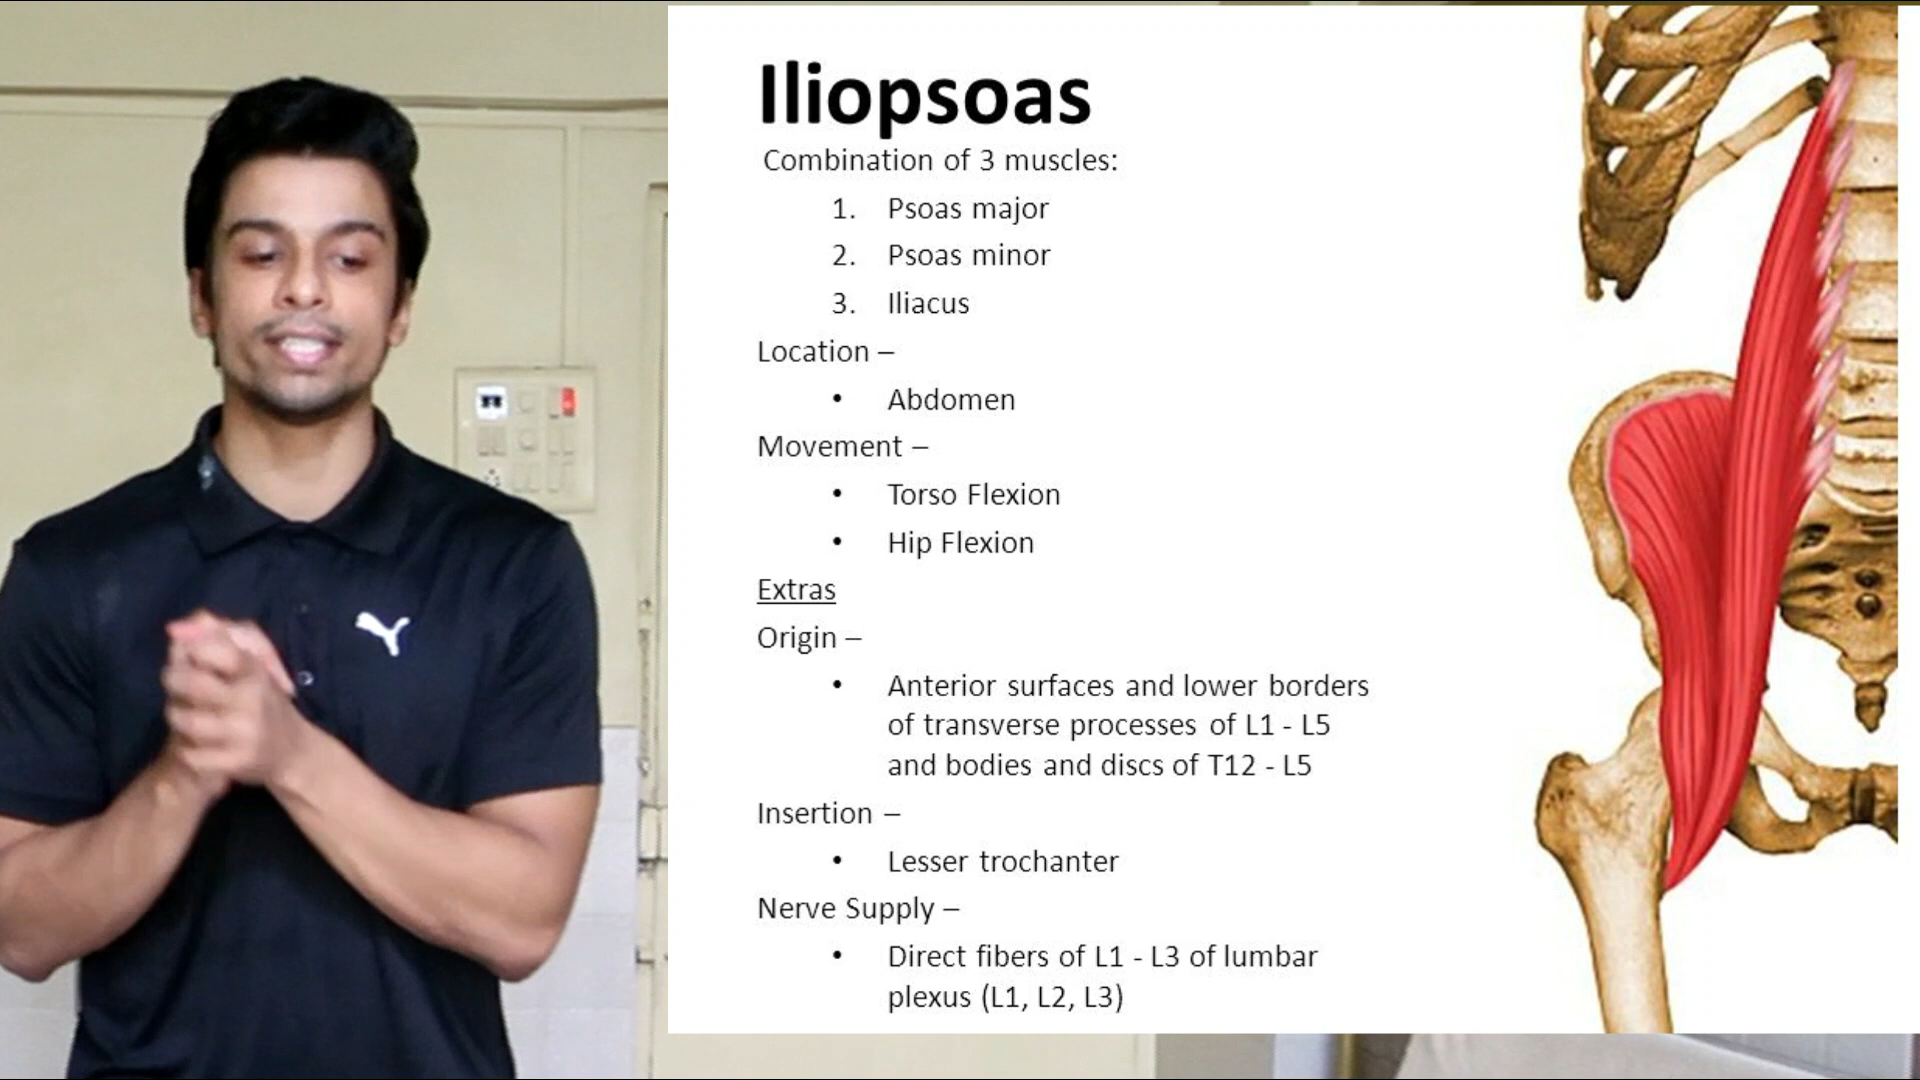 Iliopsoas
Combination of 3 muscles:
1. Psoas major
2. Psoas minor
3. Iliacus
Location –
• Abdomen
Movement –
• Torso Flexion
• Hip Flexion
Extras
Origin –
• Anterior surfaces and lower borders
of transverse processes of L1 - L5
and bodies and discs of T12 - L5
Insertion –
• Lesser trochanter
Nerve Supply –
• Direct fibers of L1 - L3 of lumbar
plexus (L1, L2, L3)